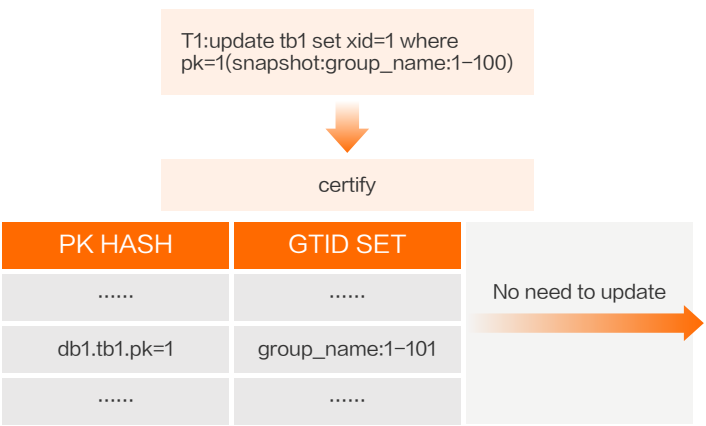 T1:update tb1 set xid=1 where
pk=1(snapshot:group_name:1-100)
certify
PK HASH GTID SET
...... ......
No need to update
db1.tb1.pk=1 group_name:1-101
...... ......